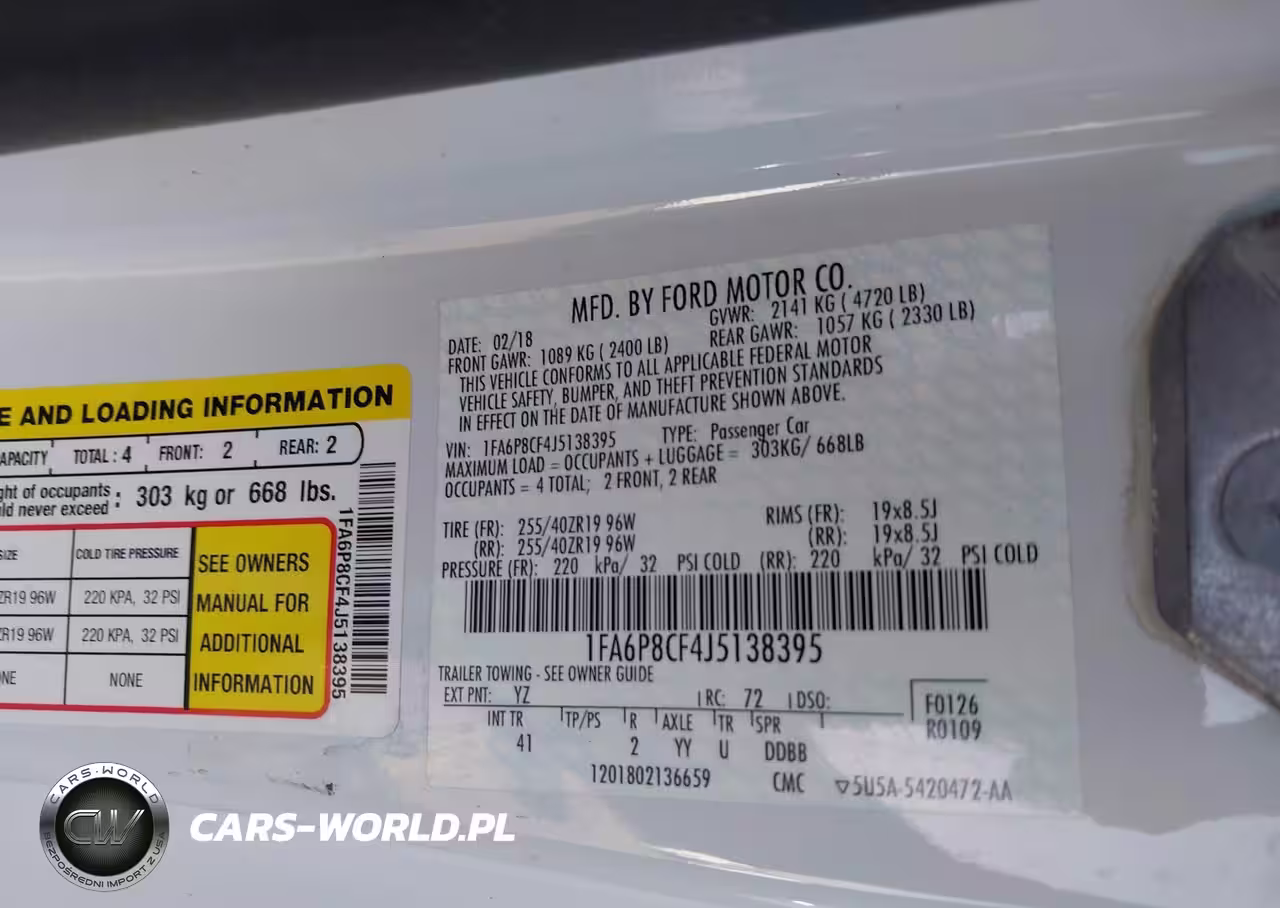 E AND LOADING INFORMATION
APACITY TOTAL : 4 FRONT: 2 REAR: 2
ght of occupants
uld never exceed : 303 kg or 668 lbs.
SIZE COLD TIRE PRESSURE
ZR19 96W 220 KPA, 32 PSI
ZR19 96W 220 KPA, 32 PSI
ONE NONE
SEE OWNERS
MANUAL FOR
ADDITIONAL
INFORMATION
1FA6P8CF4J5138395
MFD. BY FORD MOTOR CO.
DATE: 02/18 GVWR: 2141 KG ( 4720 LB)
FRONT GAWR: 1089 KG ( 2400 LB) REAR GAWR: 1057 KG ( 2330 LB)
THIS VEHICLE CONFORMS TO ALL APPLICABLE FEDERAL MOTOR
VEHICLE SAFETY, BUMPER, AND THEFT PREVENTION STANDARDS
IN EFFECT ON THE DATE OF MANUFACTURE SHOWN ABOVE.
VIN: 1FA6P8CF4J5138395 TYPE: Passenger Car
MAXIMUM LOAD = OCCUPANTS + LUGGAGE = 303KG/ 668LB
OCCUPANTS = 4 TOTAL; 2 FRONT, 2 REAR
TIRE (FR): 255/40ZR19 96W RIMS (FR): 19x8.5J
(RR): 255/40ZR19 96W (RR): 19x8.5J
PRESSURE (FR): 220 kPa/ 32 PSI COLD (RR): 220 kPa/ 32 PSI COLD
1FA6P8CF4J5138395
TRAILER TOWING - SEE OWNER GUIDE
EXT PNT: YZ RC: 72 DSO: F0126
INT TR TP/PS R AXLE TR SPR R0109
41 2 YY U DDBB
1201802136659 CMC ▽5U5A-5420472-AA
CARS-WORLD
CW
BEZPOŚREDNI IMPORT Z USA
CARS-WORLD.PL